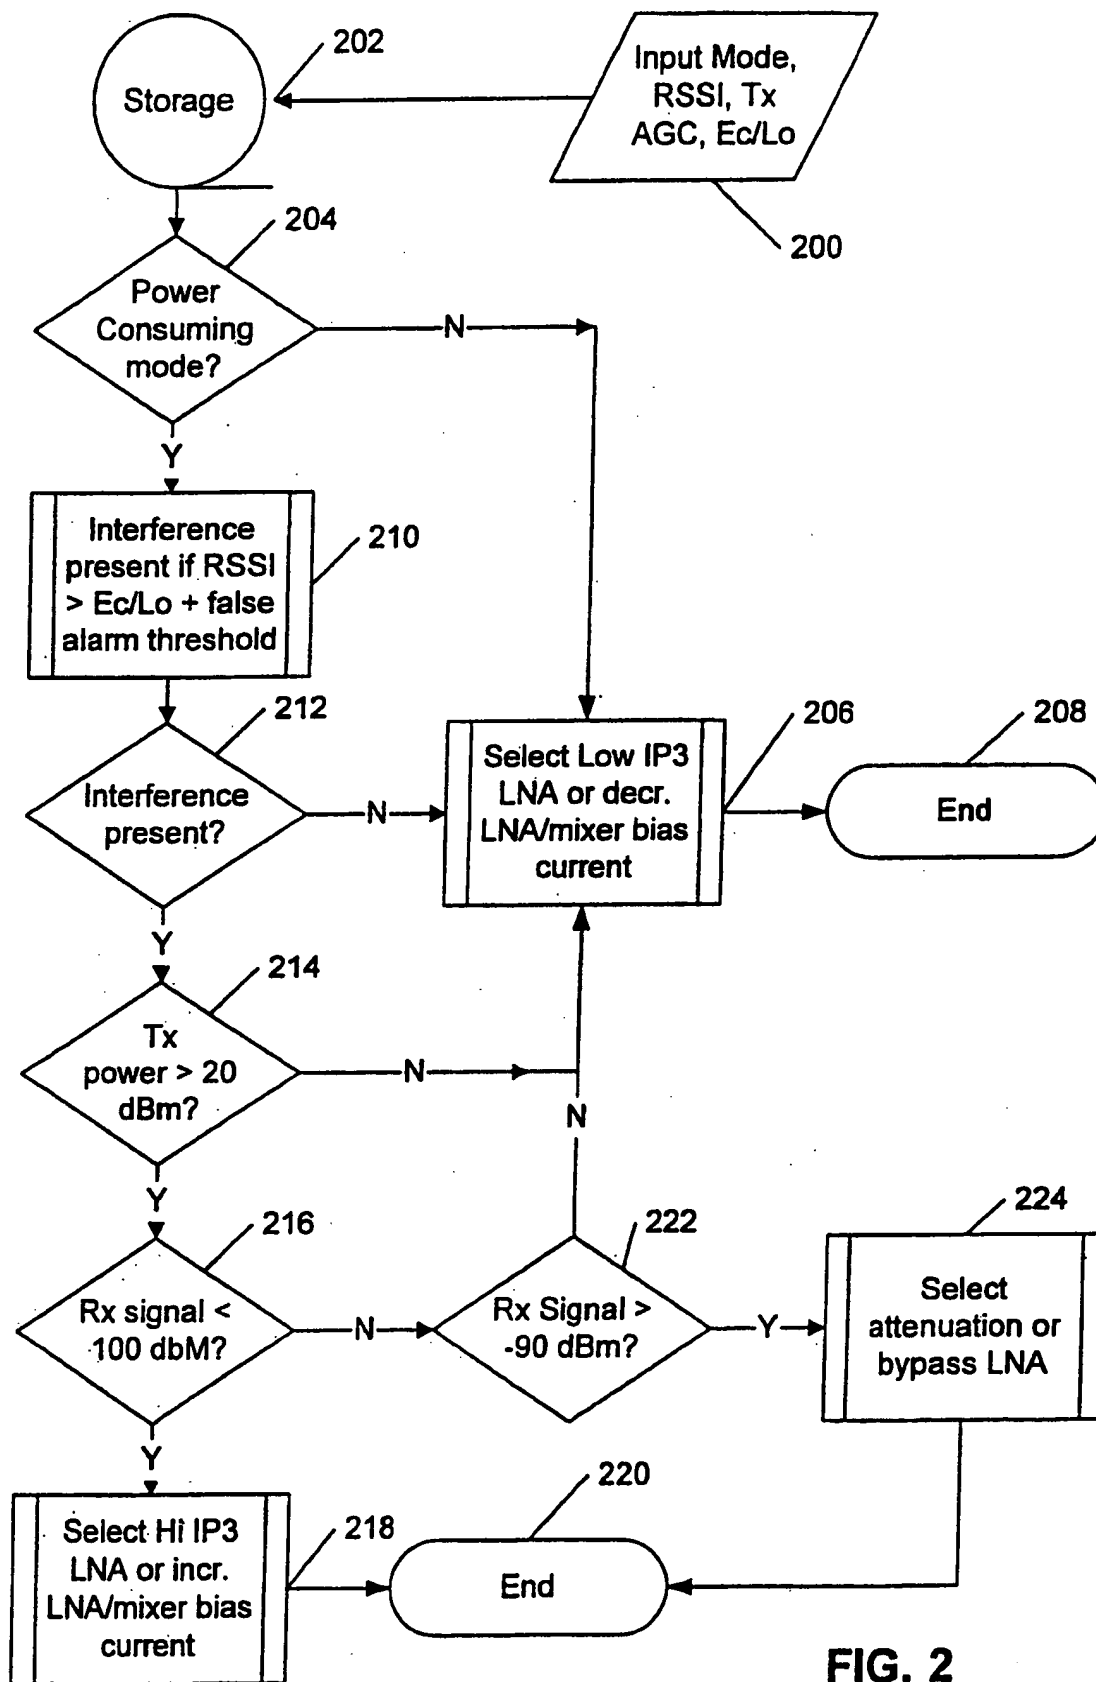 202
Storage
Input Mode,
RSSI, Tx
AGC, Ec/Lo
200
204
Power
Consuming
mode?
N
Y
Interference
present if RSSI
> Ec/Lo + false
alarm threshold
210
212
Interference
present?
N
Select Low IP3
LNA or decr.
LNA/mixer bias
current
206
208
End
Y
214
Tx
power > 20
dBm?
N
N
Y
216
Rx signal <
100 dbM?
N
222
Rx Signal >
-90 dBm?
Y
224
Select
attenuation or
bypass LNA
Y
Select Hi IP3
LNA or incr.
LNA/mixer bias
current
218
220
End
FIG. 2